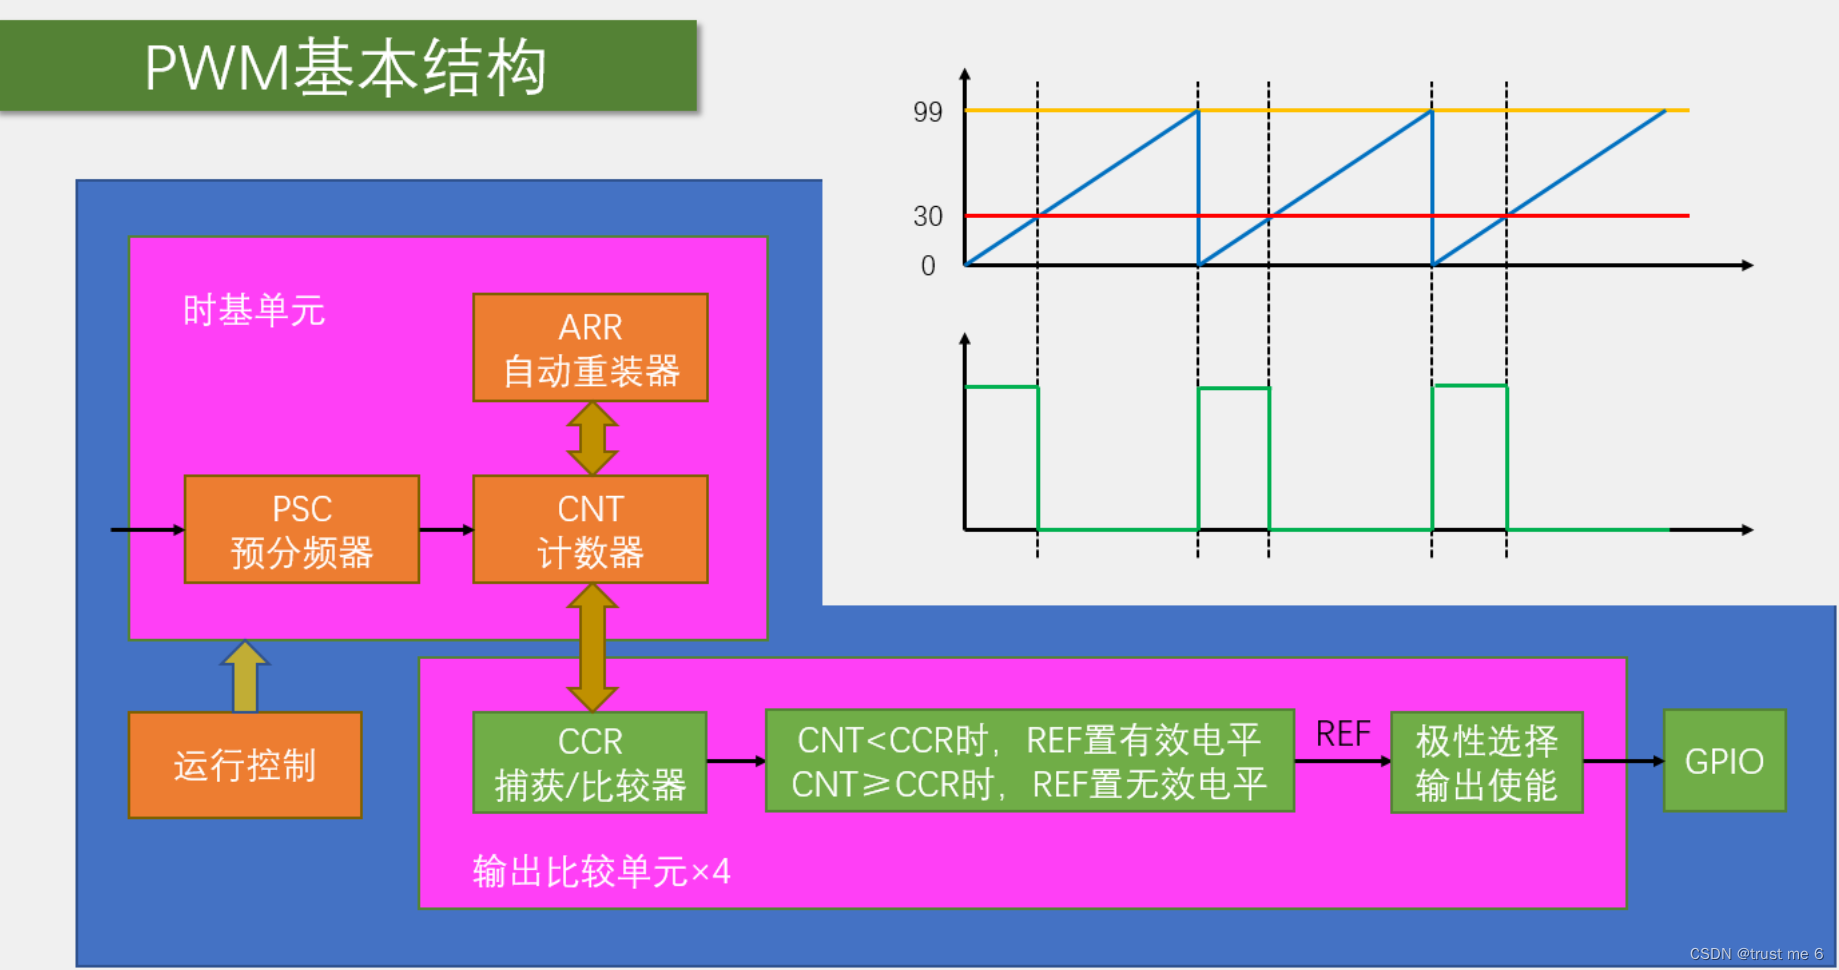 PWM基本结构
99
30
0
时基单元
ARR
自动重装器
PSC
预分频器
CNT
计数器
运行控制
CCR
捕获/比较器
CNT<CCR时，REF置有效电平
CNT≥CCR时，REF置无效电平
REF
极性选择
输出使能
GPIO
输出比较单元×4
CSDN @trust me 6